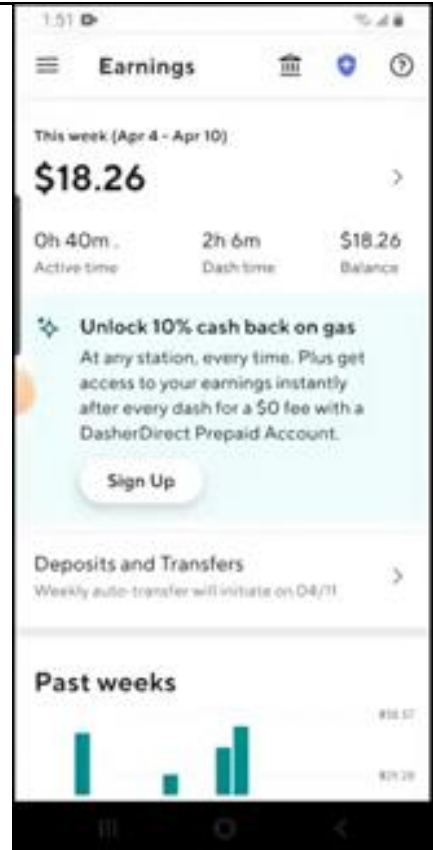 1:51
Earnings
This week (Apr 4 - Apr 10)
$18.26
0h 40m .
2h 6m
$18.26
Active time
Dash time
Balance
Unlock 10% cash back on gas
At any station, every time. Plus get
access to your earnings instantly
after every dash for a $0 fee with a
DasherDirect Prepaid Account.
Sign Up
Deposits and Transfers
Weekly auto-transfer will initiate on 04/11
Past weeks